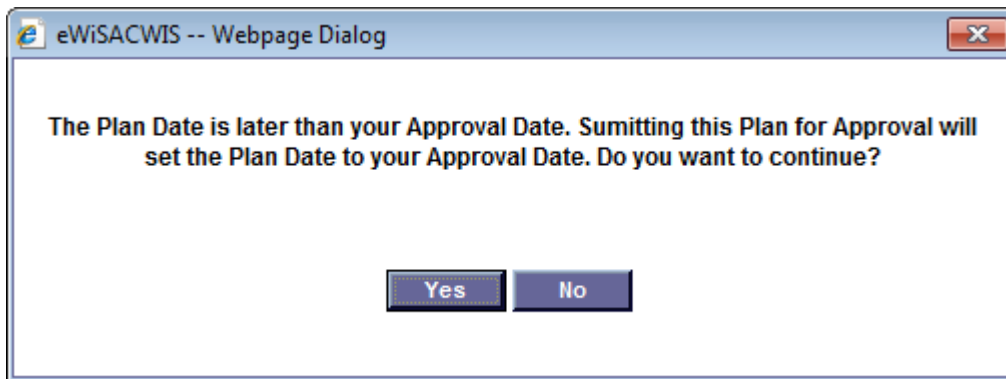 eWiSACWIS -- Webpage Dialog
The Plan Date is later than your Approval Date. Sumitting this Plan for Approval will
set the Plan Date to your Approval Date. Do you want to continue?
Yes No